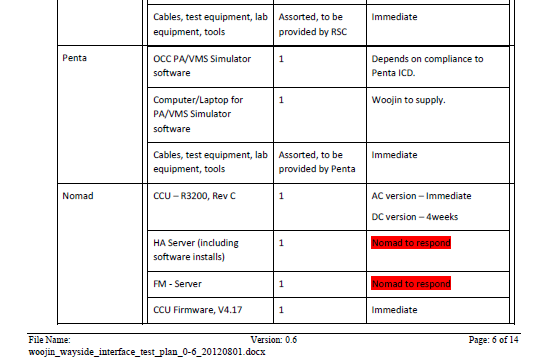 Cables, test equipment, lab Assorted, to be Immediate
equipment, tools provided by RSC
Penta OCC PA/VMS Simulator 1 Depends on compliance to
software Penta ICD.
Computer/Laptop for 1 Woojin to supply.
PA/VMS Simulator
software
Cables, test equipment, lab Assorted, to be Immediate
equipment, tools provided by Penta
Nomad CCU – R3200, Rev C 1 AC version – Immediate
DC version – 4weeks
HA Server (including 1 Nomad to respond
software installs)
FM - Server 1 Nomad to respond
CCU Firmware, V4.17 1 Immediate
File Name: Version: 0.6 Page: 6 of 14
woojin_wayside_interface_test_plan_0-6_20120801.docx